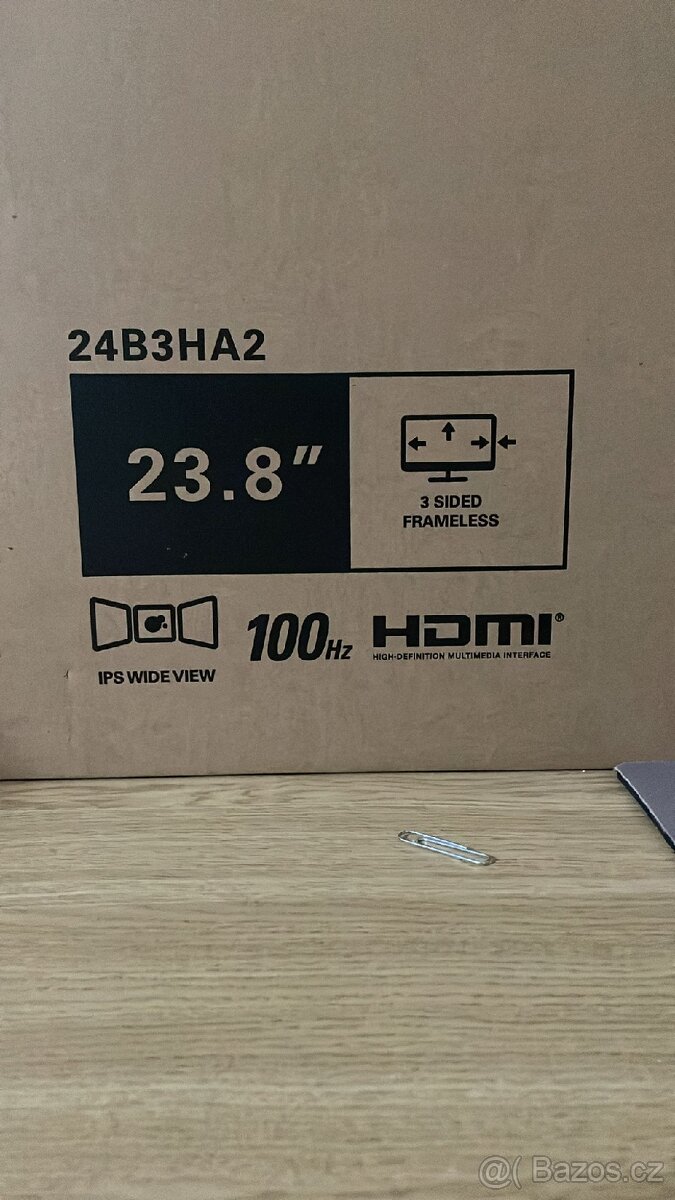 24B3HA2
23.8"
3 SIDED
FRAMELESS
IPS WIDE VIEW
100Hz
HDMI®
HIGH-DEFINITION MULTIMEDIA INTERFACE
@( Bazos.cz